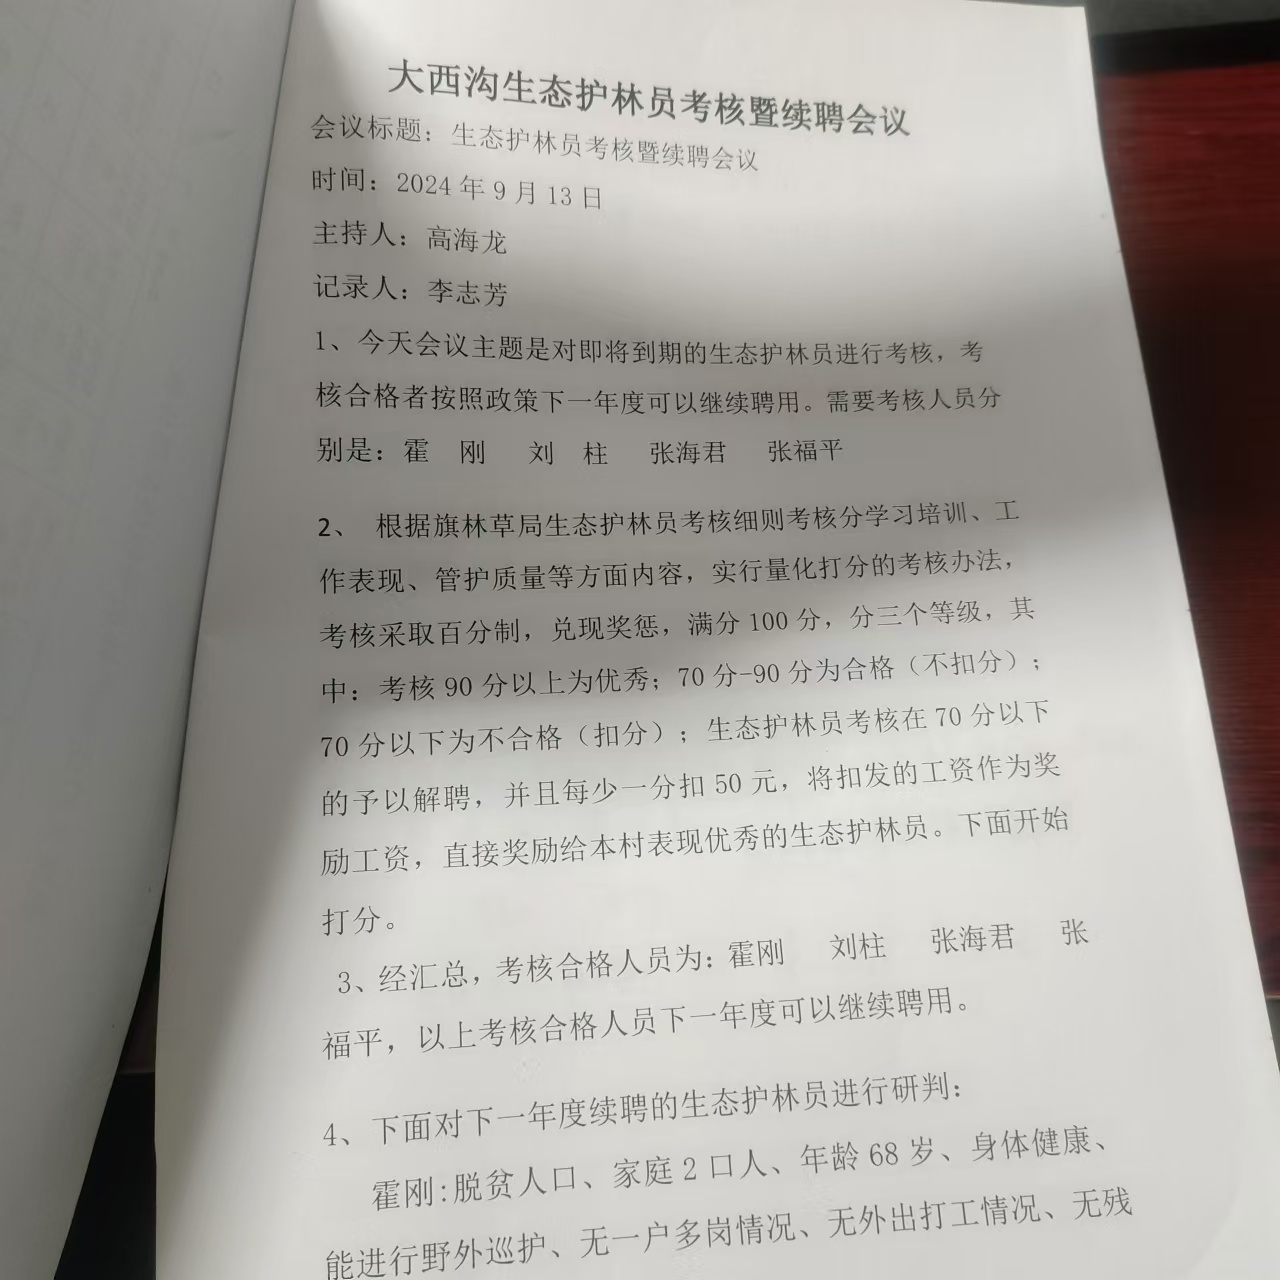 大西沟生态护林员考核暨续聘会议
会议标题：生态护林员考核暨续聘会议
时间：2024 年 9 月 13 日
主持人：高海龙
记录人：李志芳
1、今天会议主题是对即将到期的生态护林员进行考核，考
核合格者按照政策下一年度可以继续聘用。需要考核人员分
别是：霍　刚　刘　柱　张海君　张福平
2、 根据旗林草局生态护林员考核细则考核分学习培训、工
作表现、管护质量等方面内容，实行量化打分的考核办法，
考核采取百分制，兑现奖惩，满分 100 分，分三个等级，其
中：考核 90 分以上为优秀；70 分-90 分为合格（不扣分）；
70 分以下为不合格（扣分）；生态护林员考核在 70 分以下
的予以解聘，并且每少一分扣 50 元，将扣发的工资作为奖
励工资，直接奖励给本村表现优秀的生态护林员。下面开始
打分。
3、经汇总，考核合格人员为：霍刚　刘柱　张海君　张
福平，以上考核合格人员下一年度可以继续聘用。
4、下面对下一年度续聘的生态护林员进行研判：
霍刚:脱贫人口、家庭 2 口人、年龄 68 岁、身体健康、
能进行野外巡护、无一户多岗情况、无外出打工情况、无残